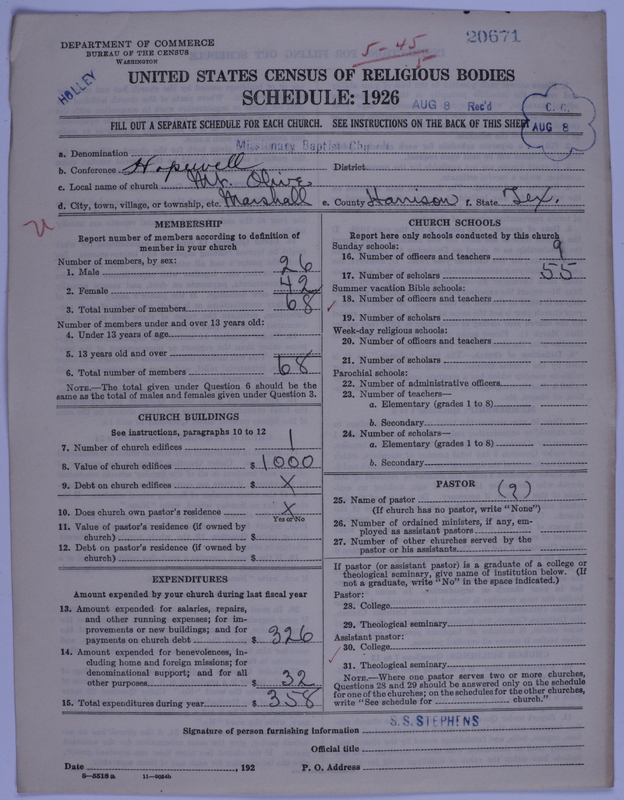 20671
DEPARTMENT OF COMMERCE
BUREAU OF THE CENSUS
WASHINGTON
5-45
HOLLEY
UNITED STATES CENSUS OF RELIGIOUS BODIES
SCHEDULE: 1926
AUG 8 Rec'd
C. C.
AUG 8
FILL OUT A SEPARATE SCHEDULE FOR EACH CHURCH. SEE INSTRUCTIONS ON THE BACK OF THIS SHEET
a. Denomination Missionary Baptist Church
b. Conference Hopewell District
c. Local name of church Mt. Olive
d. City, town, village, or township, etc. Marshall e. County Harrison f. State Tex.
MEMBERSHIP
Report number of members according to definition of
member in your church
Number of members, by sex:
1. Male 26
2. Female 42
3. Total number of members 68
Number of members under and over 13 years old:
4. Under 13 years of age
5. 13 years old and over
6. Total number of members 68
NOTE.—The total given under Question 6 should be the
same as the total of males and females given under Question 3.
CHURCH BUILDINGS
See instructions, paragraphs 10 to 12
7. Number of church edifices 1
8. Value of church edifices $ 1000
9. Debt on church edifices $ X
10. Does church own pastor's residence X
Yes or No
11. Value of pastor's residence (if owned by
church) $
12. Debt on pastor's residence (if owned by
church) $
EXPENDITURES
Amount expended by your church during last fiscal year
13. Amount expended for salaries, repairs,
and other running expenses; for im-
provements or new buildings; and for
payments on church debt $ 326
14. Amount expended for benevolences, in-
cluding home and foreign missions; for
denominational support; and for all
other purposes $ 32
15. Total expenditures during year $ 358
CHURCH SCHOOLS
Report here only schools conducted by this church
Sunday schools:
16. Number of officers and teachers 9
17. Number of scholars 55
Summer vacation Bible schools:
18. Number of officers and teachers
19. Number of scholars
Week-day religious schools:
20. Number of officers and teachers
21. Number of scholars
Parochial schools:
22. Number of administrative officers
23. Number of teachers—
a. Elementary (grades 1 to 8)
b. Secondary
24. Number of scholars—
a. Elementary (grades 1 to 8)
b. Secondary
PASTOR
25. Name of pastor (?)
(If church has no pastor, write "None")
26. Number of ordained ministers, if any, em-
ployed as assistant pastors
27. Number of other churches served by the
pastor or his assistants
If pastor (or assistant pastor) is a graduate of a college or
theological seminary, give name of institution below. (If
not a graduate, write "No" in the space indicated.)
Pastor:
28. College
29. Theological seminary
Assistant pastor:
30. College
31. Theological seminary
NOTE.—Where one pastor serves two or more churches,
Questions 28 and 29 should be answered only on the schedule
for one of the churches; on the schedules for the other churches,
write "See schedule for church."
Signature of person furnishing information S.S. STEPHENS
Official title
Date , 192 P. O. Address
8—5518a 11—9054b